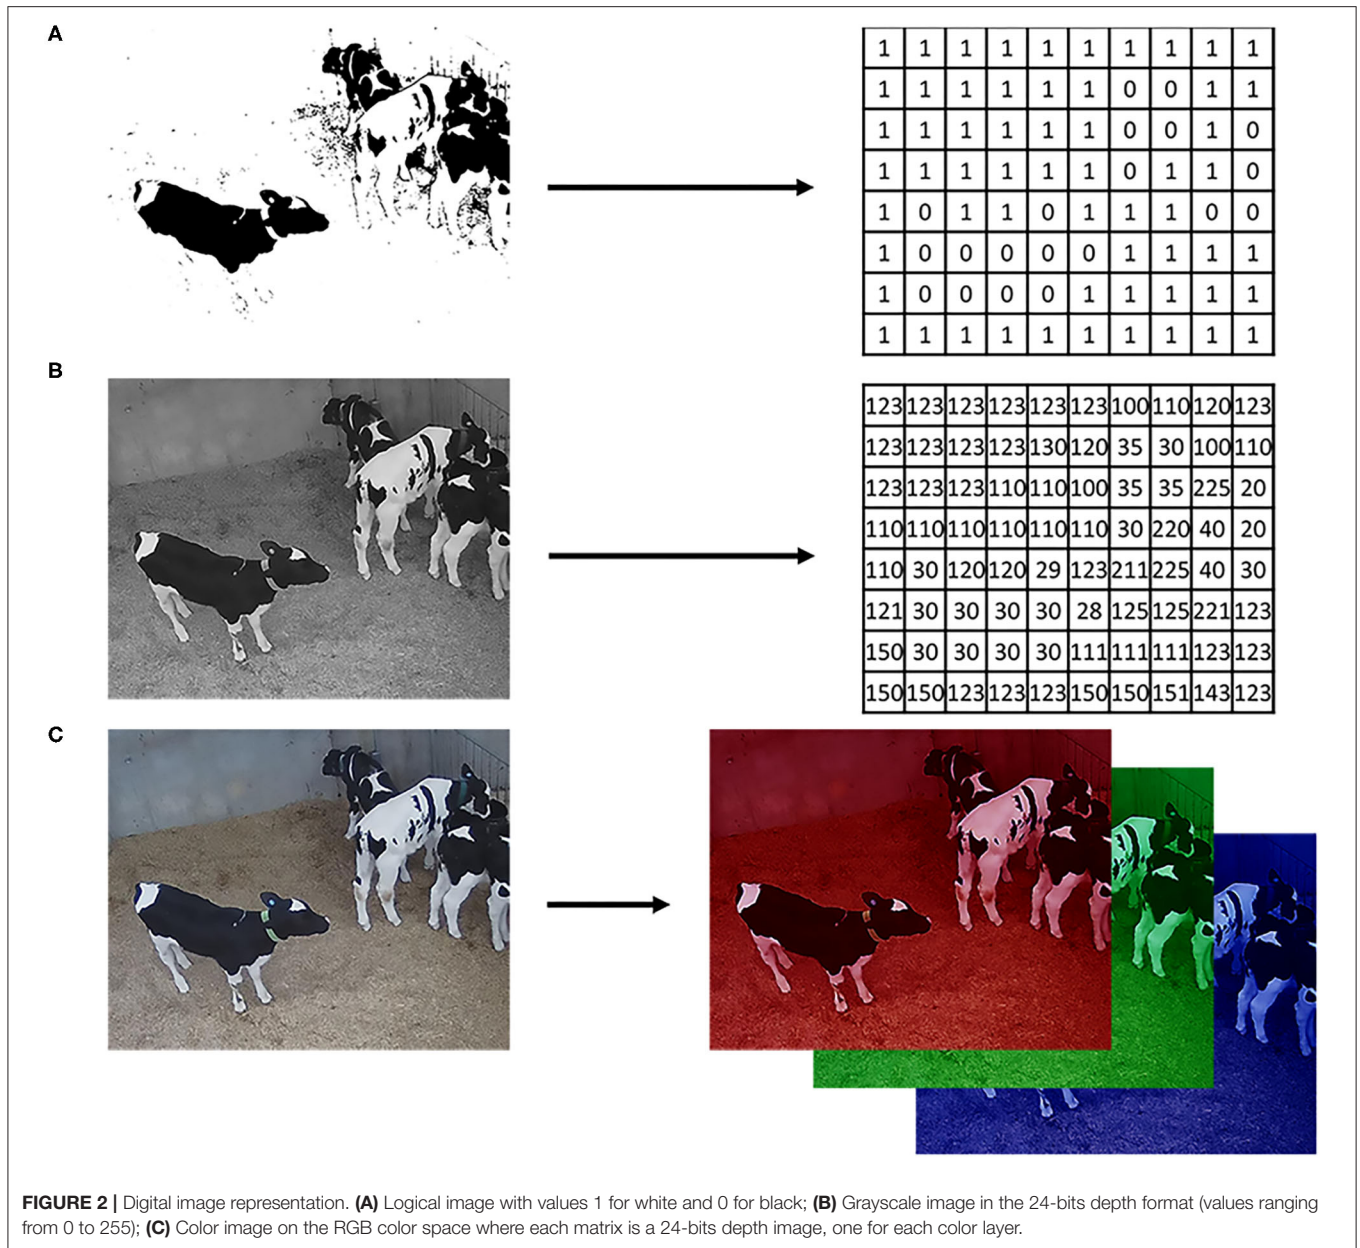 A
1 1 1 1 1 1 1 1 1 1
1 1 1 1 1 1 0 0 1 1
1 1 1 1 1 1 0 0 1 0
1 1 1 1 1 1 0 1 1 0
1 0 1 1 0 1 1 1 0 0
1 0 0 0 0 0 1 1 1 1
1 0 0 0 0 1 1 1 1 1
1 1 1 1 1 1 1 1 1 1
B
123 123 123 123 123 123 100 110 120 123
123 123 123 123 130 120 35 30 100 110
123 123 123 110 110 100 35 35 225 20
110 110 110 110 110 110 30 220 40 20
110 30 120 120 29 123 211 225 40 30
121 30 30 30 30 28 125 125 221 123
150 30 30 30 30 111 111 111 123 123
150 150 123 123 123 150 150 151 143 123
C
FIGURE 2 | Digital image representation. (A) Logical image with values 1 for white and 0 for black; (B) Grayscale image in the 24-bits depth format (values ranging
from 0 to 255); (C) Color image on the RGB color space where each matrix is a 24-bits depth image, one for each color layer.